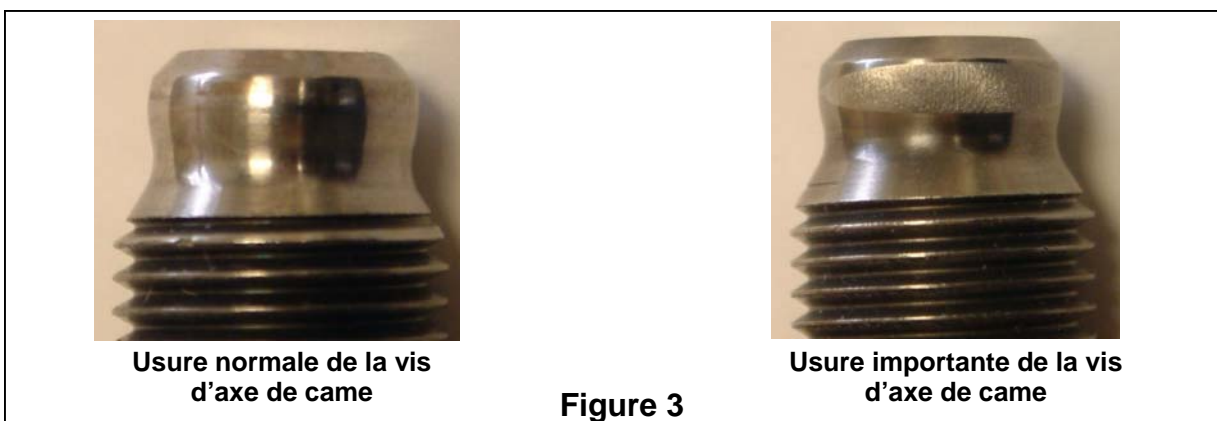 Usure normale de la vis
d’axe de came
Usure importante de la vis
d’axe de came
Figure 3